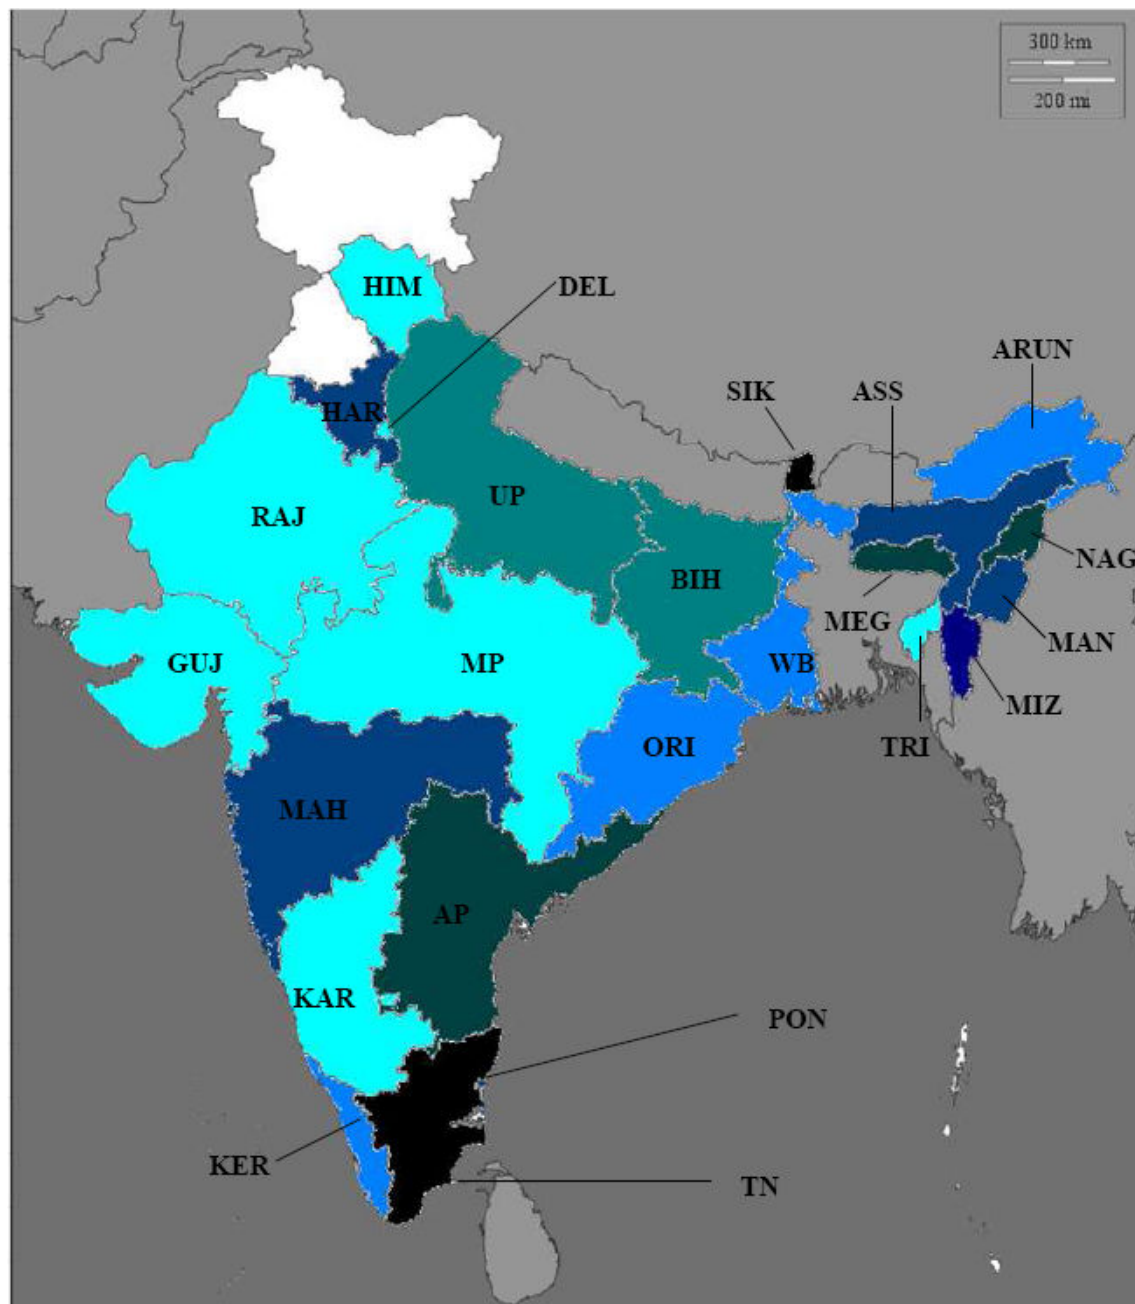 300 km
200 mi
HIM
DEL
ARUN
SIK
ASS
HAR
UP
RAJ
NAG
BIH
MEG
MAN
GUJ
MP
WB
MIZ
TRI
ORI
MAH
AP
KAR
PON
KER
TN